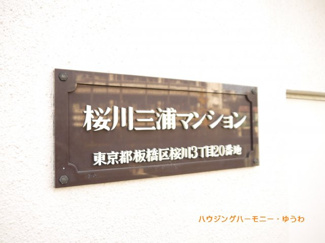 桜川三浦マンション
東京都板橋区桜川3丁目20番地
ハウジングハーモニー・ゆうわ